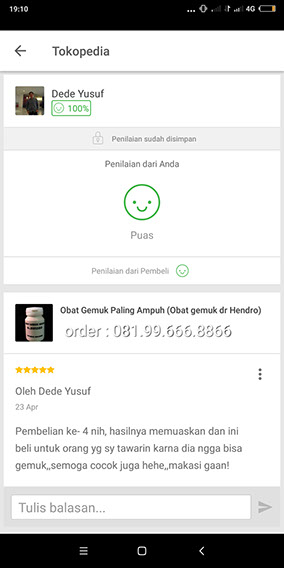 19:10
4G
Tokopedia
Dede Yusuf
100%
Penilaian sudah disimpan
Penilaian dari Anda
Puas
Penilaian dari Pembeli
Obat Gemuk Paling Ampuh (Obat gemuk dr Hendro)
order : 081.99.666.8866
Oleh Dede Yusuf
23 Apr
Pembelian ke- 4 nih, hasilnya memuaskan dan ini
beli untuk orang yg sy tawarin karna dia ngga bisa
gemuk,,semoga cocok juga hehe,,makasi gaan!
Tulis balasan...